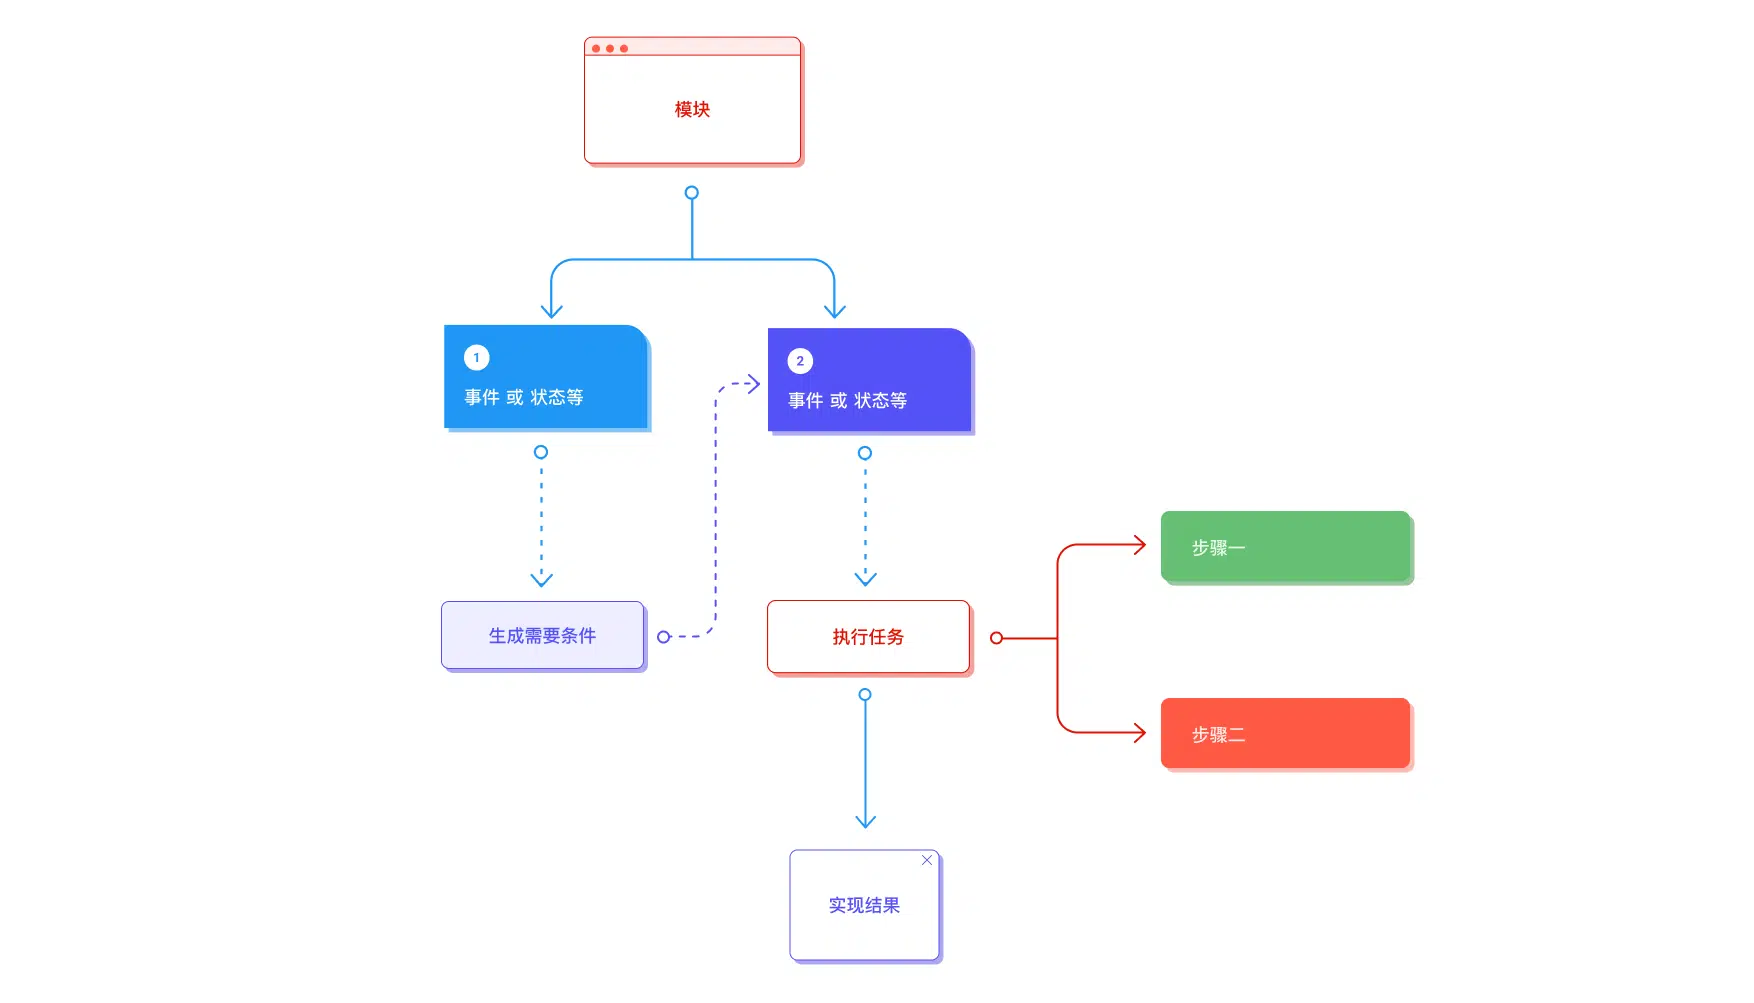 模块
1
事件 或 状态等
2
事件 或 状态等
生成需要条件
执行任务
步骤一
步骤二
实现结果